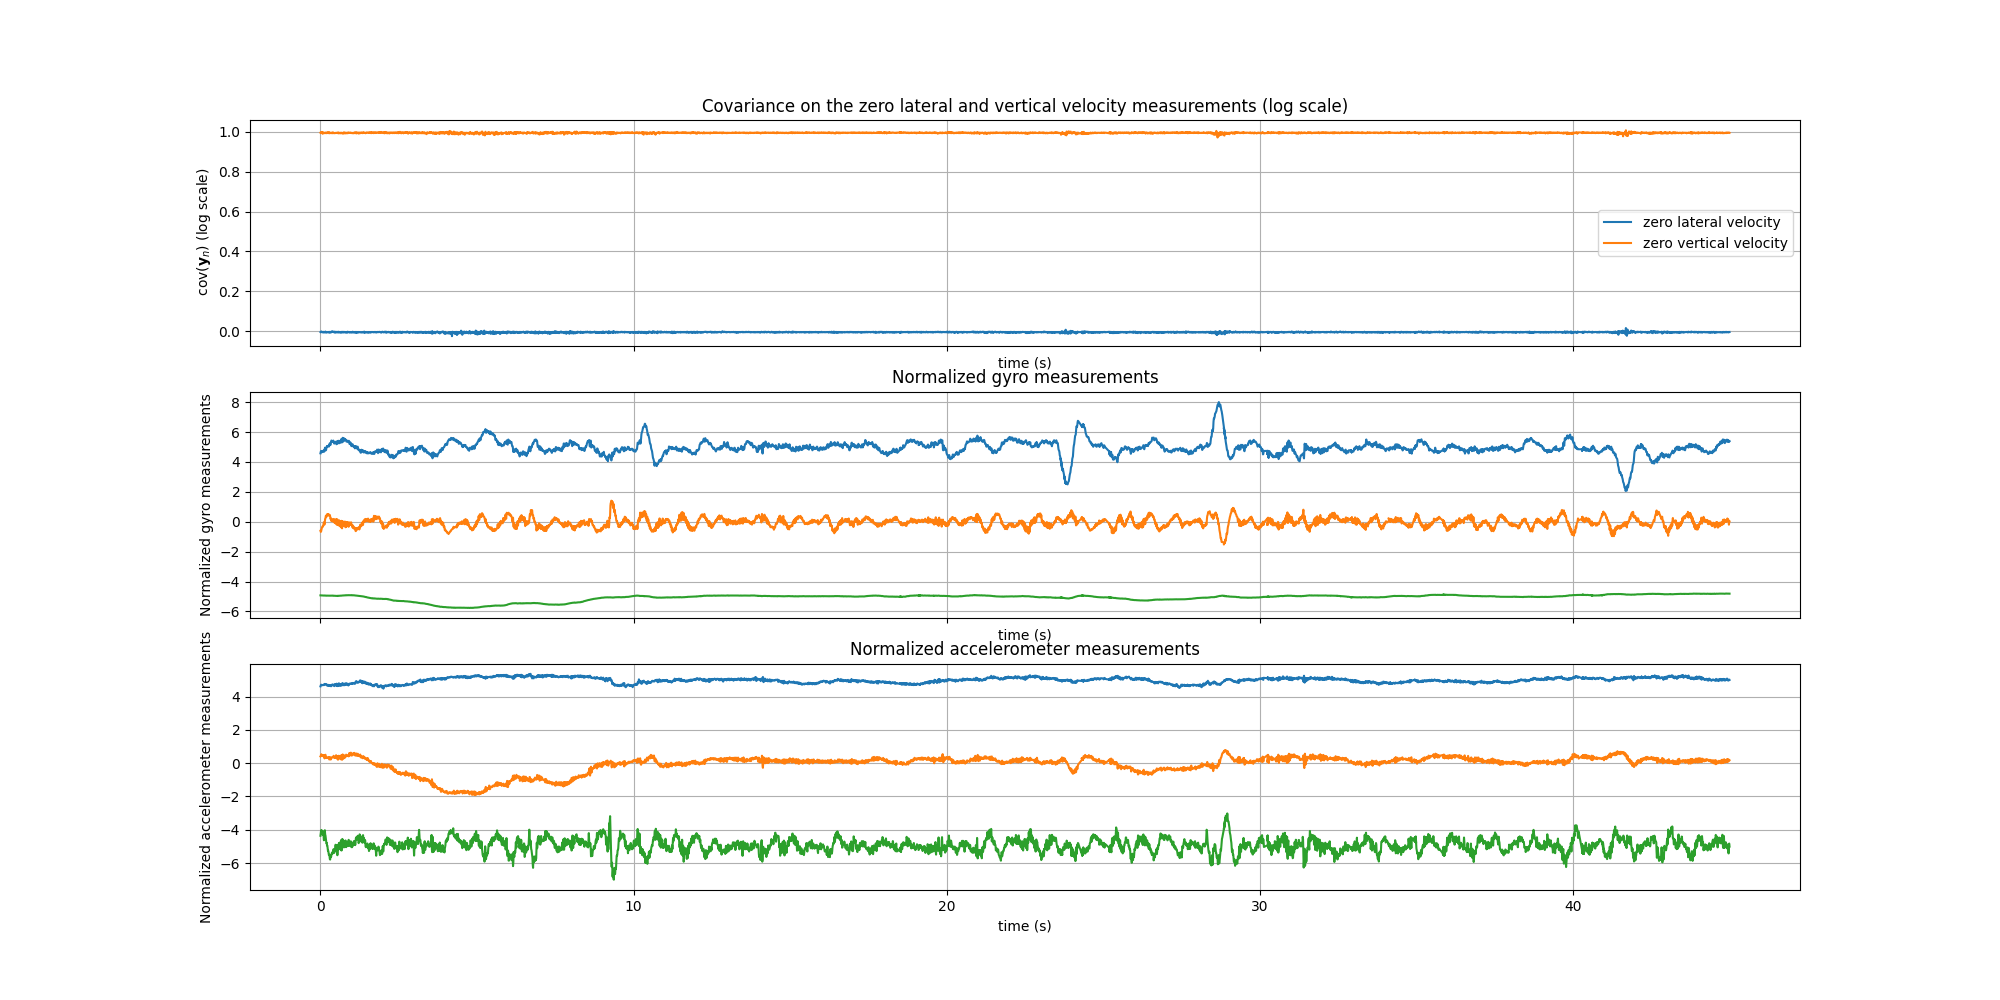 Covariance on the zero lateral and vertical velocity measurements (log scale)
cov(𝐲ₙ) (log scale)
1.0
0.8
0.6
0.4
0.2
0.0
zero lateral velocity
zero vertical velocity
time (s)
Normalized gyro measurements
Normalized gyro measurements
8
6
4
2
0
−2
−4
−6
time (s)
Normalized accelerometer measurements
Normalized accelerometer measurements
4
2
0
−2
−4
−6
0 10 20 30 40
time (s)